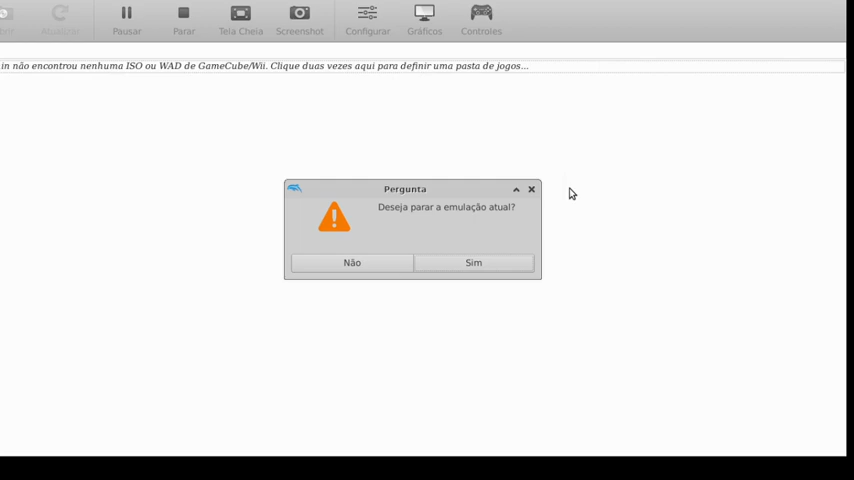 Atualizar Pausar Parar Tela Cheia Screenshot Configurar Gráficos Controles
in não encontrou nenhuma ISO ou WAD de GameCube/Wii. Clique duas vezes aqui para definir uma pasta de jogos...
Pergunta
Deseja parar a emulação atual?
Não Sim